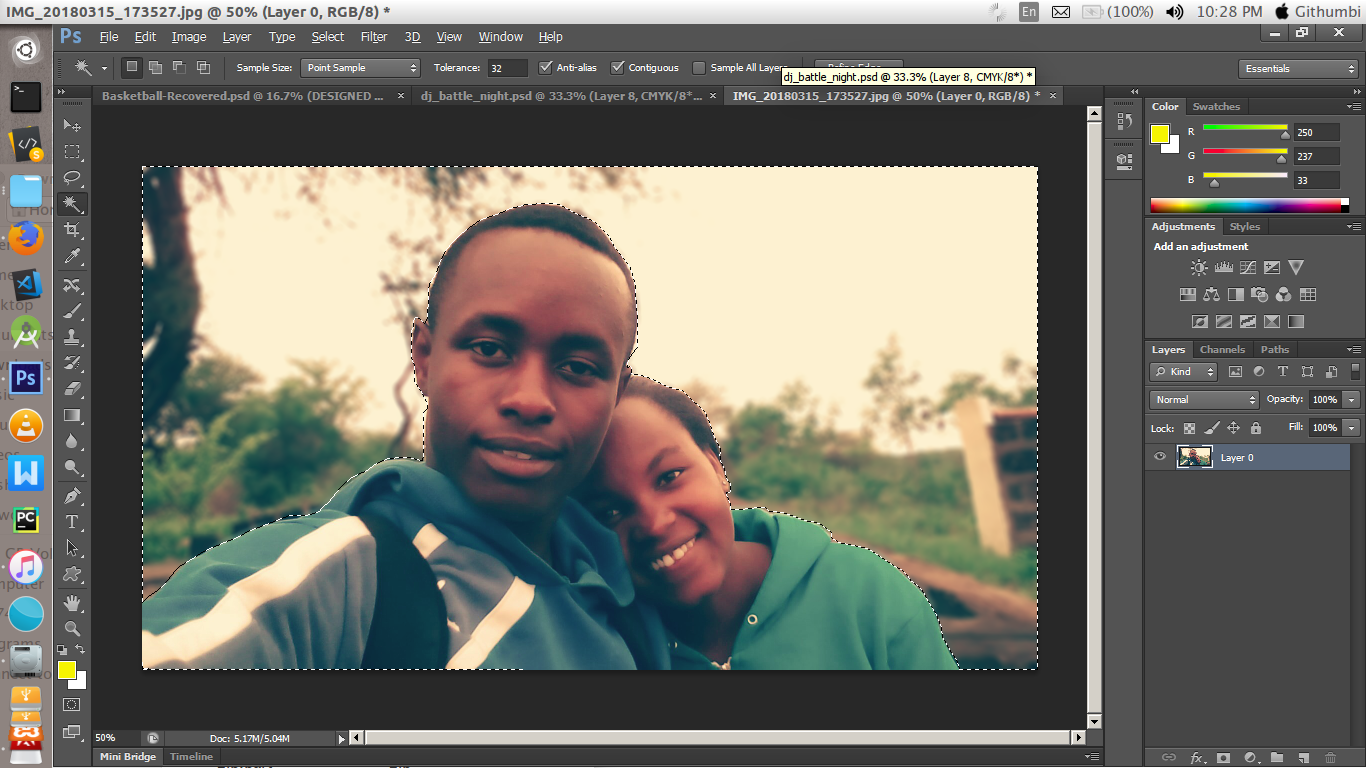 IMG_20180315_173527.jpg @ 50% (Layer 0, RGB/8) *
En (100%) 10:28 PM Githumbi
Ps File Edit Image Layer Type Select Filter 3D View Window Help
Sample Size: Point Sample Tolerance: 32 Anti-alias Contiguous Sample All Layers Essentials
dj_battle_night.psd @ 33.3% (Layer 8, CMYK/8*) *
Basketball-Recovered.psd @ 16.7% (DESIGNED ... × dj_battle_night.psd @ 33.3% (Layer 8, CMYK/8*... × IMG_20180315_173527.jpg @ 50% (Layer 0, RGB/8) * ×
Color Swatches
R 250
G 237
B 33
Adjustments Styles
Add an adjustment
Layers Channels Paths
Kind
Normal Opacity: 100%
Lock: Fill: 100%
Layer 0
Ps
W
PC
T
50% Doc: 5.17M/5.04M
Mini Bridge Timeline
fx